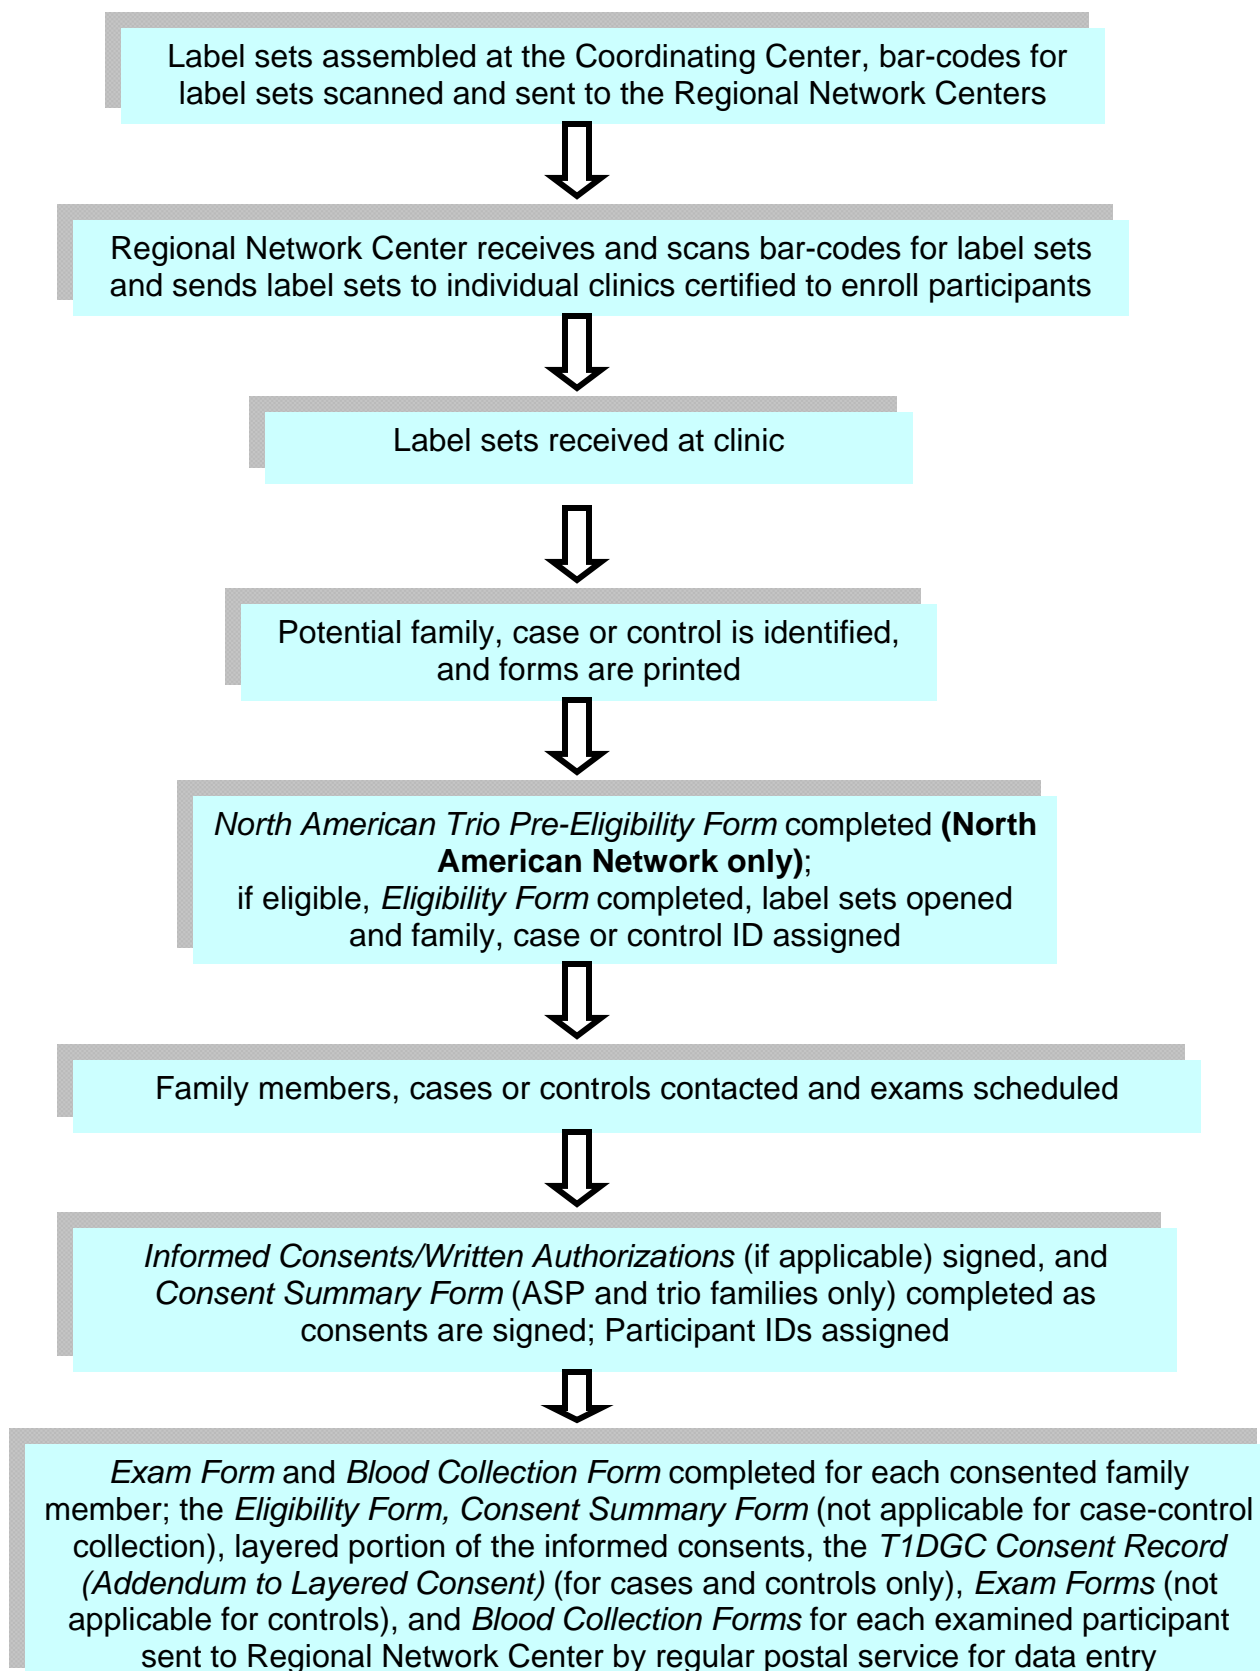 Label sets assembled at the Coordinating Center, bar-codes for
label sets scanned and sent to the Regional Network Centers
Regional Network Center receives and scans bar-codes for label sets
and sends label sets to individual clinics certified to enroll participants
Label sets received at clinic
Potential family, case or control is identified,
and forms are printed
North American Trio Pre-Eligibility Form completed (North
American Network only);
if eligible, Eligibility Form completed, label sets opened
and family, case or control ID assigned
Family members, cases or controls contacted and exams scheduled
Informed Consents/Written Authorizations (if applicable) signed, and
Consent Summary Form (ASP and trio families only) completed as
consents are signed; Participant IDs assigned
Exam Form and Blood Collection Form completed for each consented family
member; the Eligibility Form, Consent Summary Form (not applicable for case-control
collection), layered portion of the informed consents, the T1DGC Consent Record
(Addendum to Layered Consent) (for cases and controls only), Exam Forms (not
applicable for controls), and Blood Collection Forms for each examined participant
sent to Regional Network Center by regular postal service for data entry